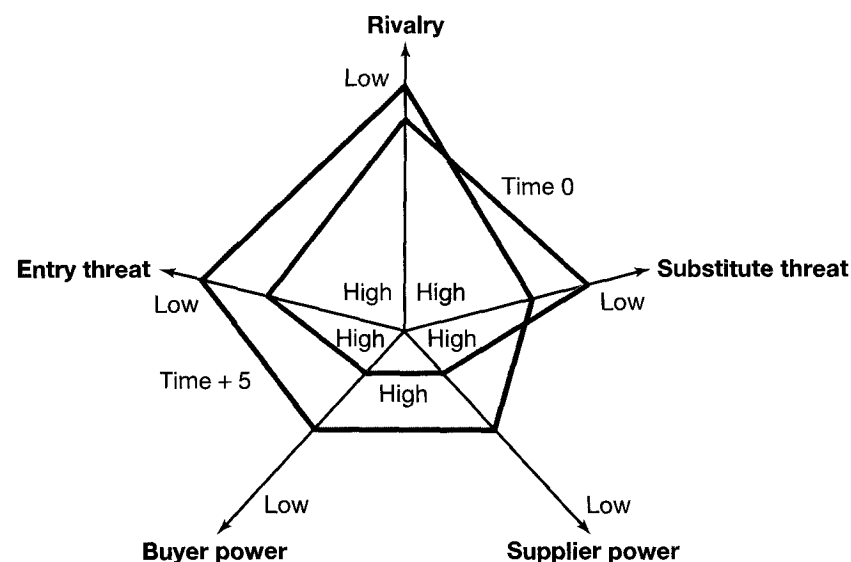 Rivalry
Low
Time 0
Entry threat
Substitute threat
Low
High
High
Low
High
High
Time + 5
High
Low
Low
Buyer power
Supplier power